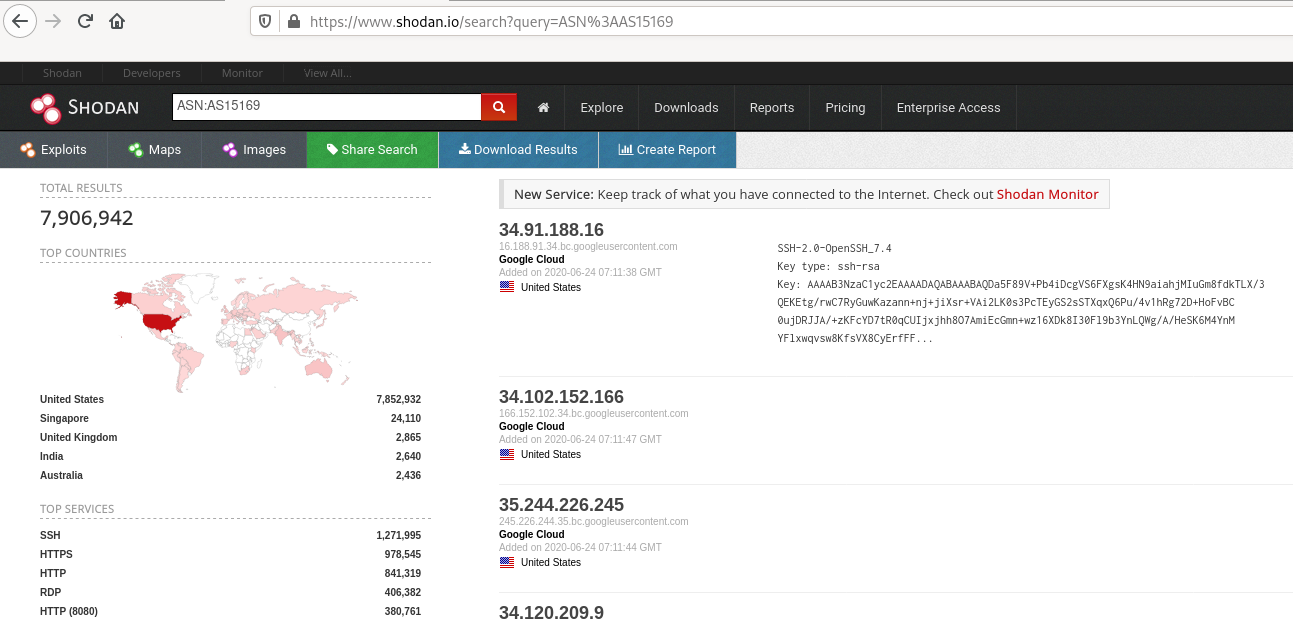 https://www.shodan.io/search?query=ASN%3AAS15169
Shodan Developers Monitor View All...
SHODAN ASN:AS15169 Explore Downloads Reports Pricing Enterprise Access
Exploits Maps Images Share Search Download Results Create Report
TOTAL RESULTS
7,906,942
TOP COUNTRIES
United States 7,852,932
Singapore 24,110
United Kingdom 2,865
India 2,640
Australia 2,436
TOP SERVICES
SSH 1,271,995
HTTPS 978,545
HTTP 841,319
RDP 406,382
HTTP (8080) 380,761
New Service: Keep track of what you have connected to the Internet. Check out Shodan Monitor
34.91.188.16
16.188.91.34.bc.googleusercontent.com
Google Cloud
Added on 2020-06-24 07:11:38 GMT
United States
SSH-2.0-OpenSSH_7.4
Key type: ssh-rsa
Key: AAAAB3NzaC1yc2EAAAADAQABAAABAQDa5F89V+Pb4iDcgVS6FXgsK4HN9aiahjMIuGm8fdkTLX/3
QEKEtg/rwC7RyGuwKazann+nj+jiXsr+VAi2LK0s3PcTEyGS2sSTXqxQ6Pu/4v1hRg72D+HoFvBC
0ujDRJJA/+zKFcYD7tR0qCUIjxjhh8O7AmiEcGmn+wz16XDk8I30Fl9b3YnLQWg/A/HeSK6M4YnM
YFlxwqvsw8KfsVX8CyErfFF...
34.102.152.166
166.152.102.34.bc.googleusercontent.com
Google Cloud
Added on 2020-06-24 07:11:47 GMT
United States
35.244.226.245
245.226.244.35.bc.googleusercontent.com
Google Cloud
Added on 2020-06-24 07:11:44 GMT
United States
34.120.209.9